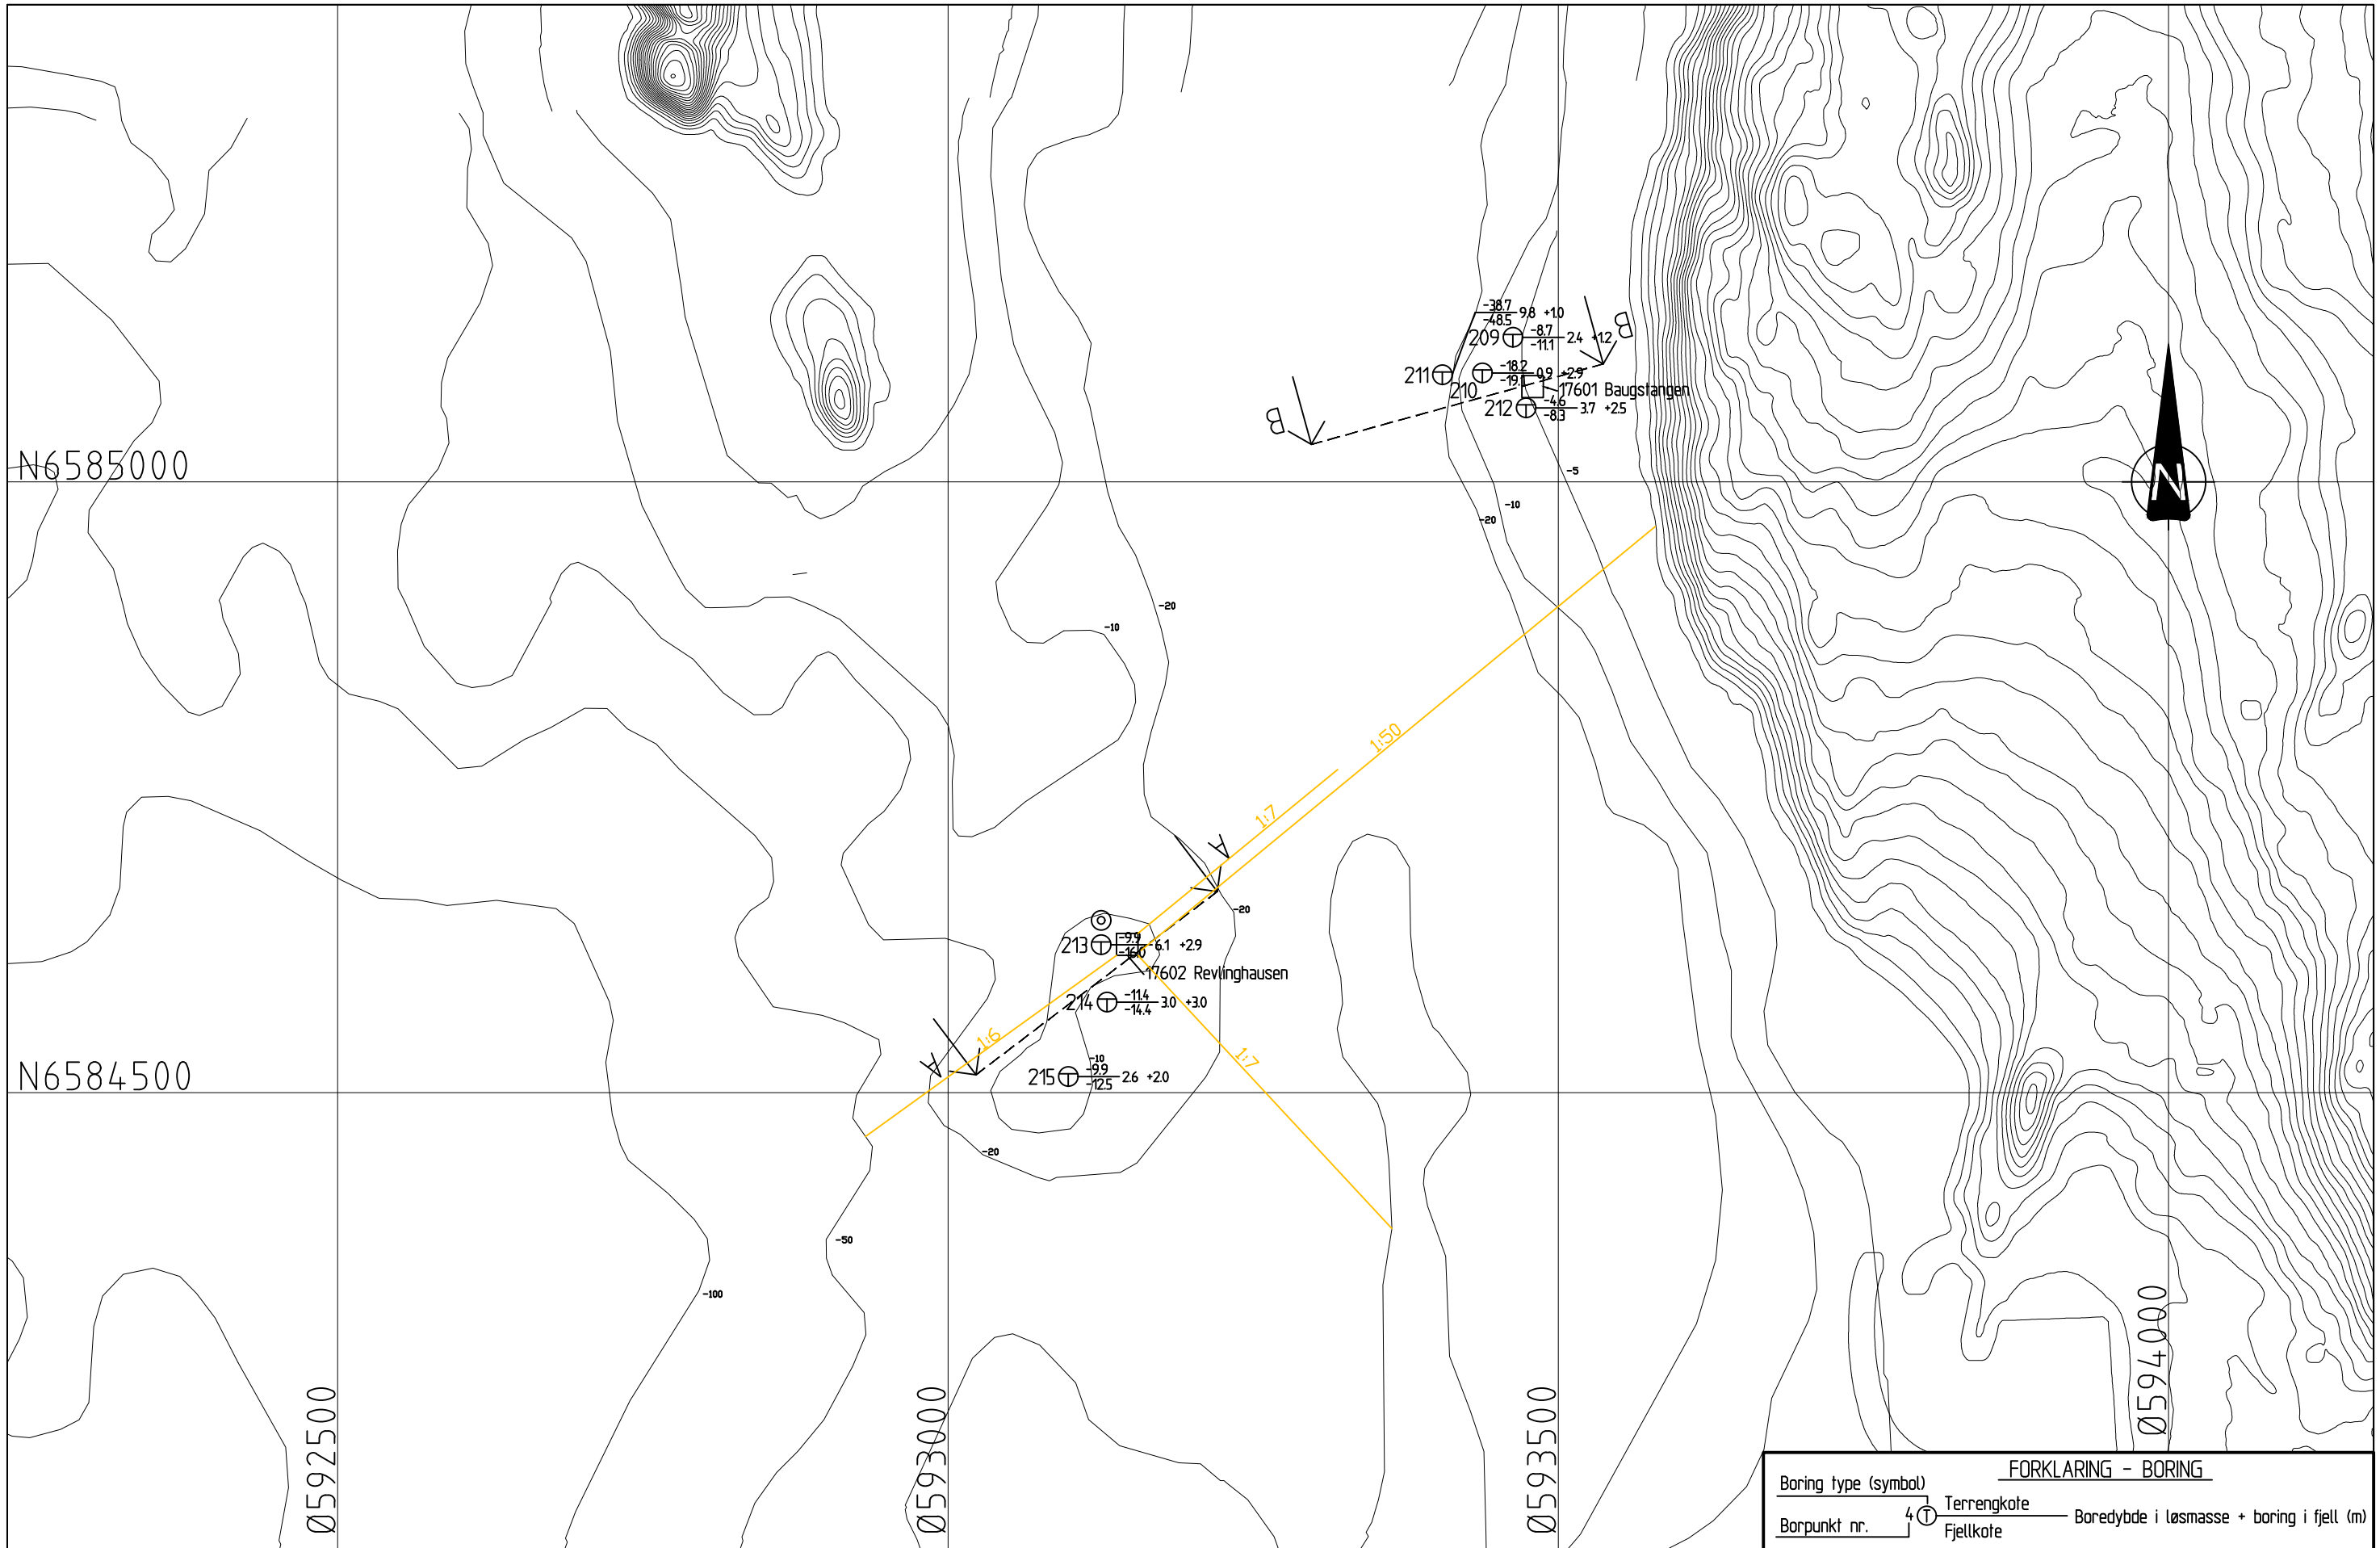 -38.7
-48.5
9.8 +1.0
B
209
-8.7
-11.1
2.4 +1.2
211
210
-18.2
0.9 +2.9
17601 Baugstangen
B
212
-4.6
-8.3
3.7 +2.5
N6585000
N
-5
-10
-20
-20
-10
1:50
1:7
A
-20
213
-9.9
-16.0
6.1 +2.9
17602 Revlinghausen
214
-11.4
-14.4
3.0 +3.0
1:6
1:7
A
-10
N6584500
215
-9.9
-12.5
2.6 +2.0
-20
-50
-100
Ø592500
Ø593000
Ø593500
Ø594000
FORKLARING - BORING
Boring type (symbol)
Terrengkote
4 T
Boredybde i løsmasse + boring i fjell (m)
Borpunkt nr.
Fjellkote